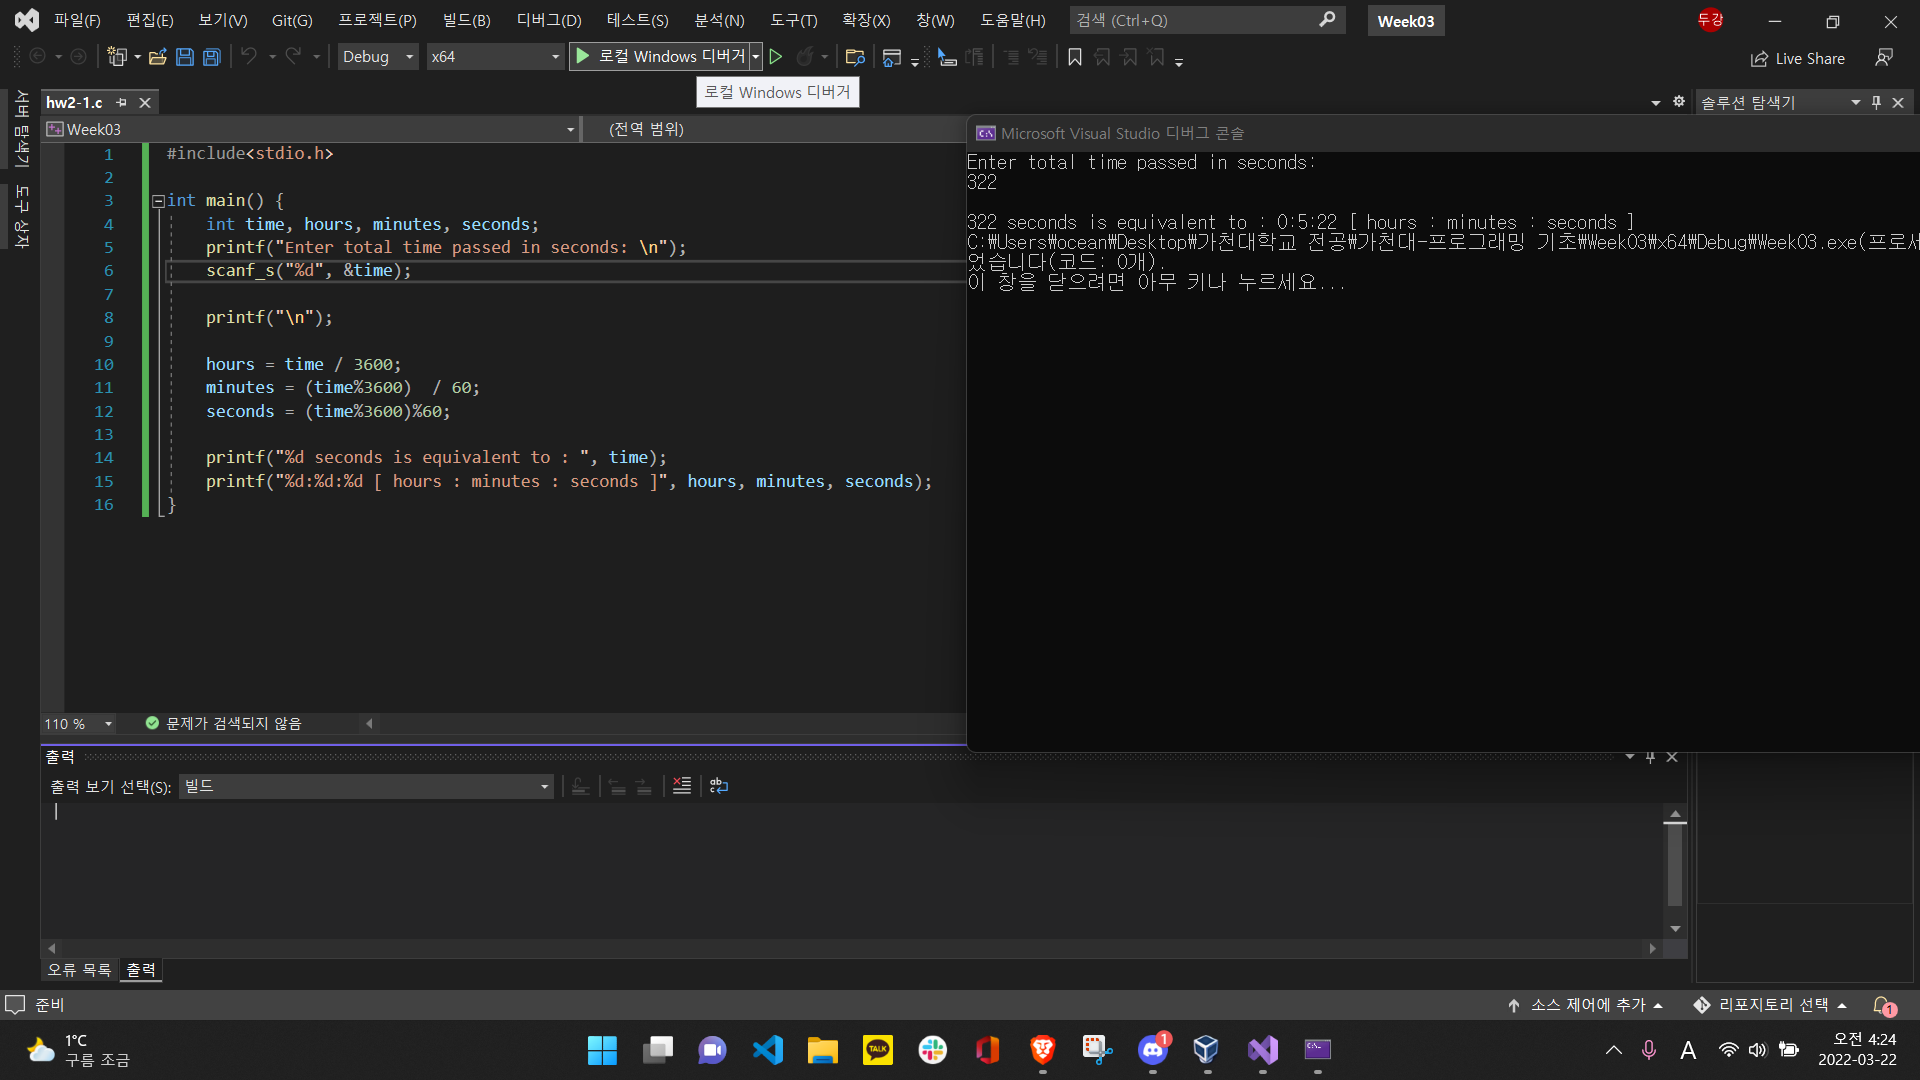 파일(F) 편집(E) 보기(V) Git(G) 프로젝트(P) 빌드(B) 디버그(D) 테스트(S) 분석(N) 도구(T) 확장(X) 창(W) 도움말(H) 검색 (Ctrl+Q) Week03 두강
Debug x64 로컬 Windows 디버거 Live Share
로컬 Windows 디버거
서버 탐색기
도구 상자
hw2-1.c 솔루션 탐색기
Week03 (전역 범위)
1 #include<stdio.h>
2
3 int main() {
4 int time, hours, minutes, seconds;
5 printf("Enter total time passed in seconds: \n");
6 scanf_s("%d", &time);
7
8 printf("\n");
9
10 hours = time / 3600;
11 minutes = (time%3600)  / 60;
12 seconds = (time%3600)%60;
13
14 printf("%d seconds is equivalent to : ", time);
15 printf("%d:%d:%d [ hours : minutes : seconds ]", hours, minutes, seconds);
16 }
Microsoft Visual Studio 디버그 콘솔
Enter total time passed in seconds:
322
322 seconds is equivalent to : 0:5:22 [ hours : minutes : seconds ]
C:₩Users₩ocean₩Desktop₩가천대학교 전공₩가천대-프로그래밍 기초₩Week03₩x64₩Debug₩Week03.exe(프로세
었습니다(코드: 0개).
이 창을 닫으려면 아무 키나 누르세요...
110 % 문제가 검색되지 않음
출력
출력 보기 선택(S): 빌드
오류 목록 출력
준비 소스 제어에 추가 리포지토리 선택 1
1°C
구름 조금
TALK
1
A
오전 4:24
2022-03-22